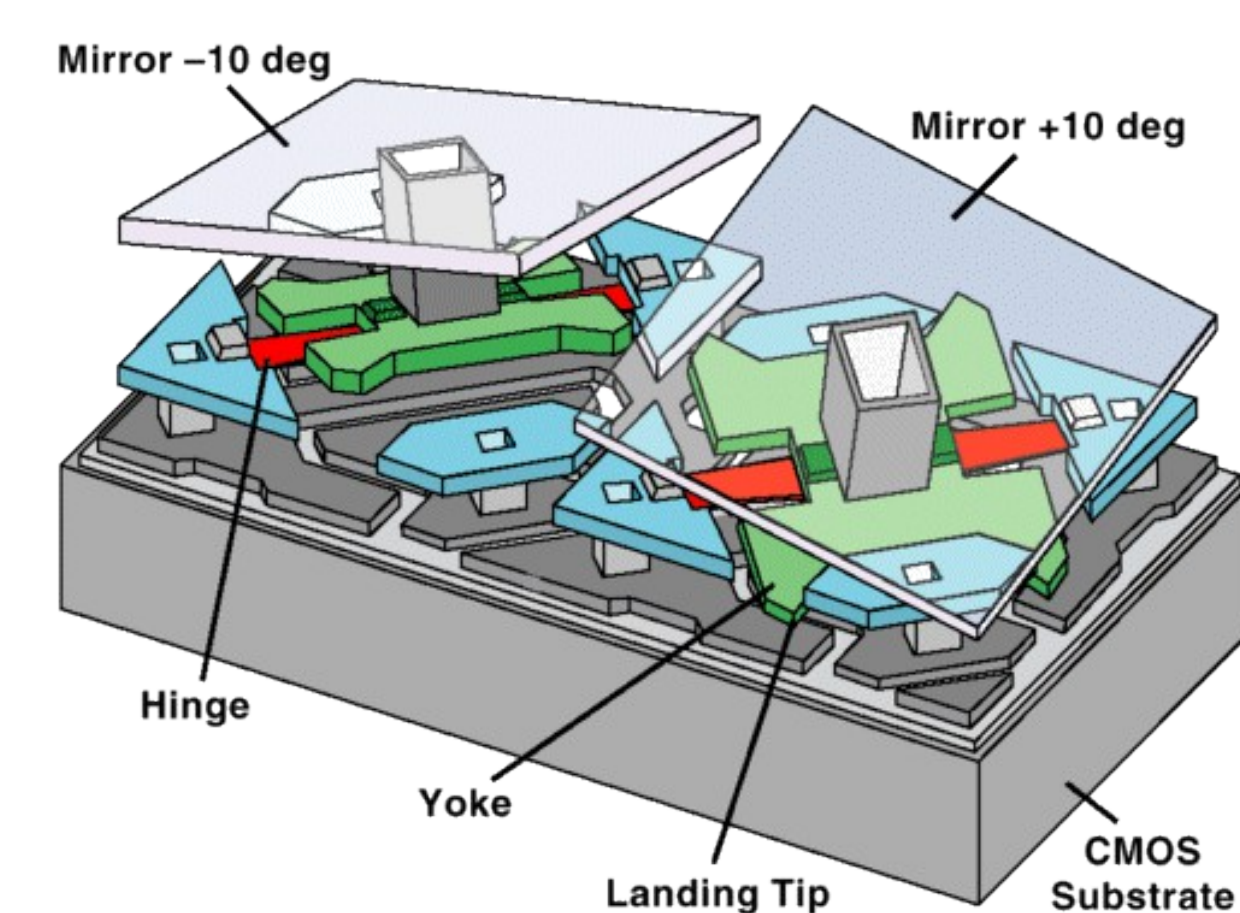 Mirror –10 deg
Mirror +10 deg
Hinge
Yoke
Landing Tip
CMOS
Substrate